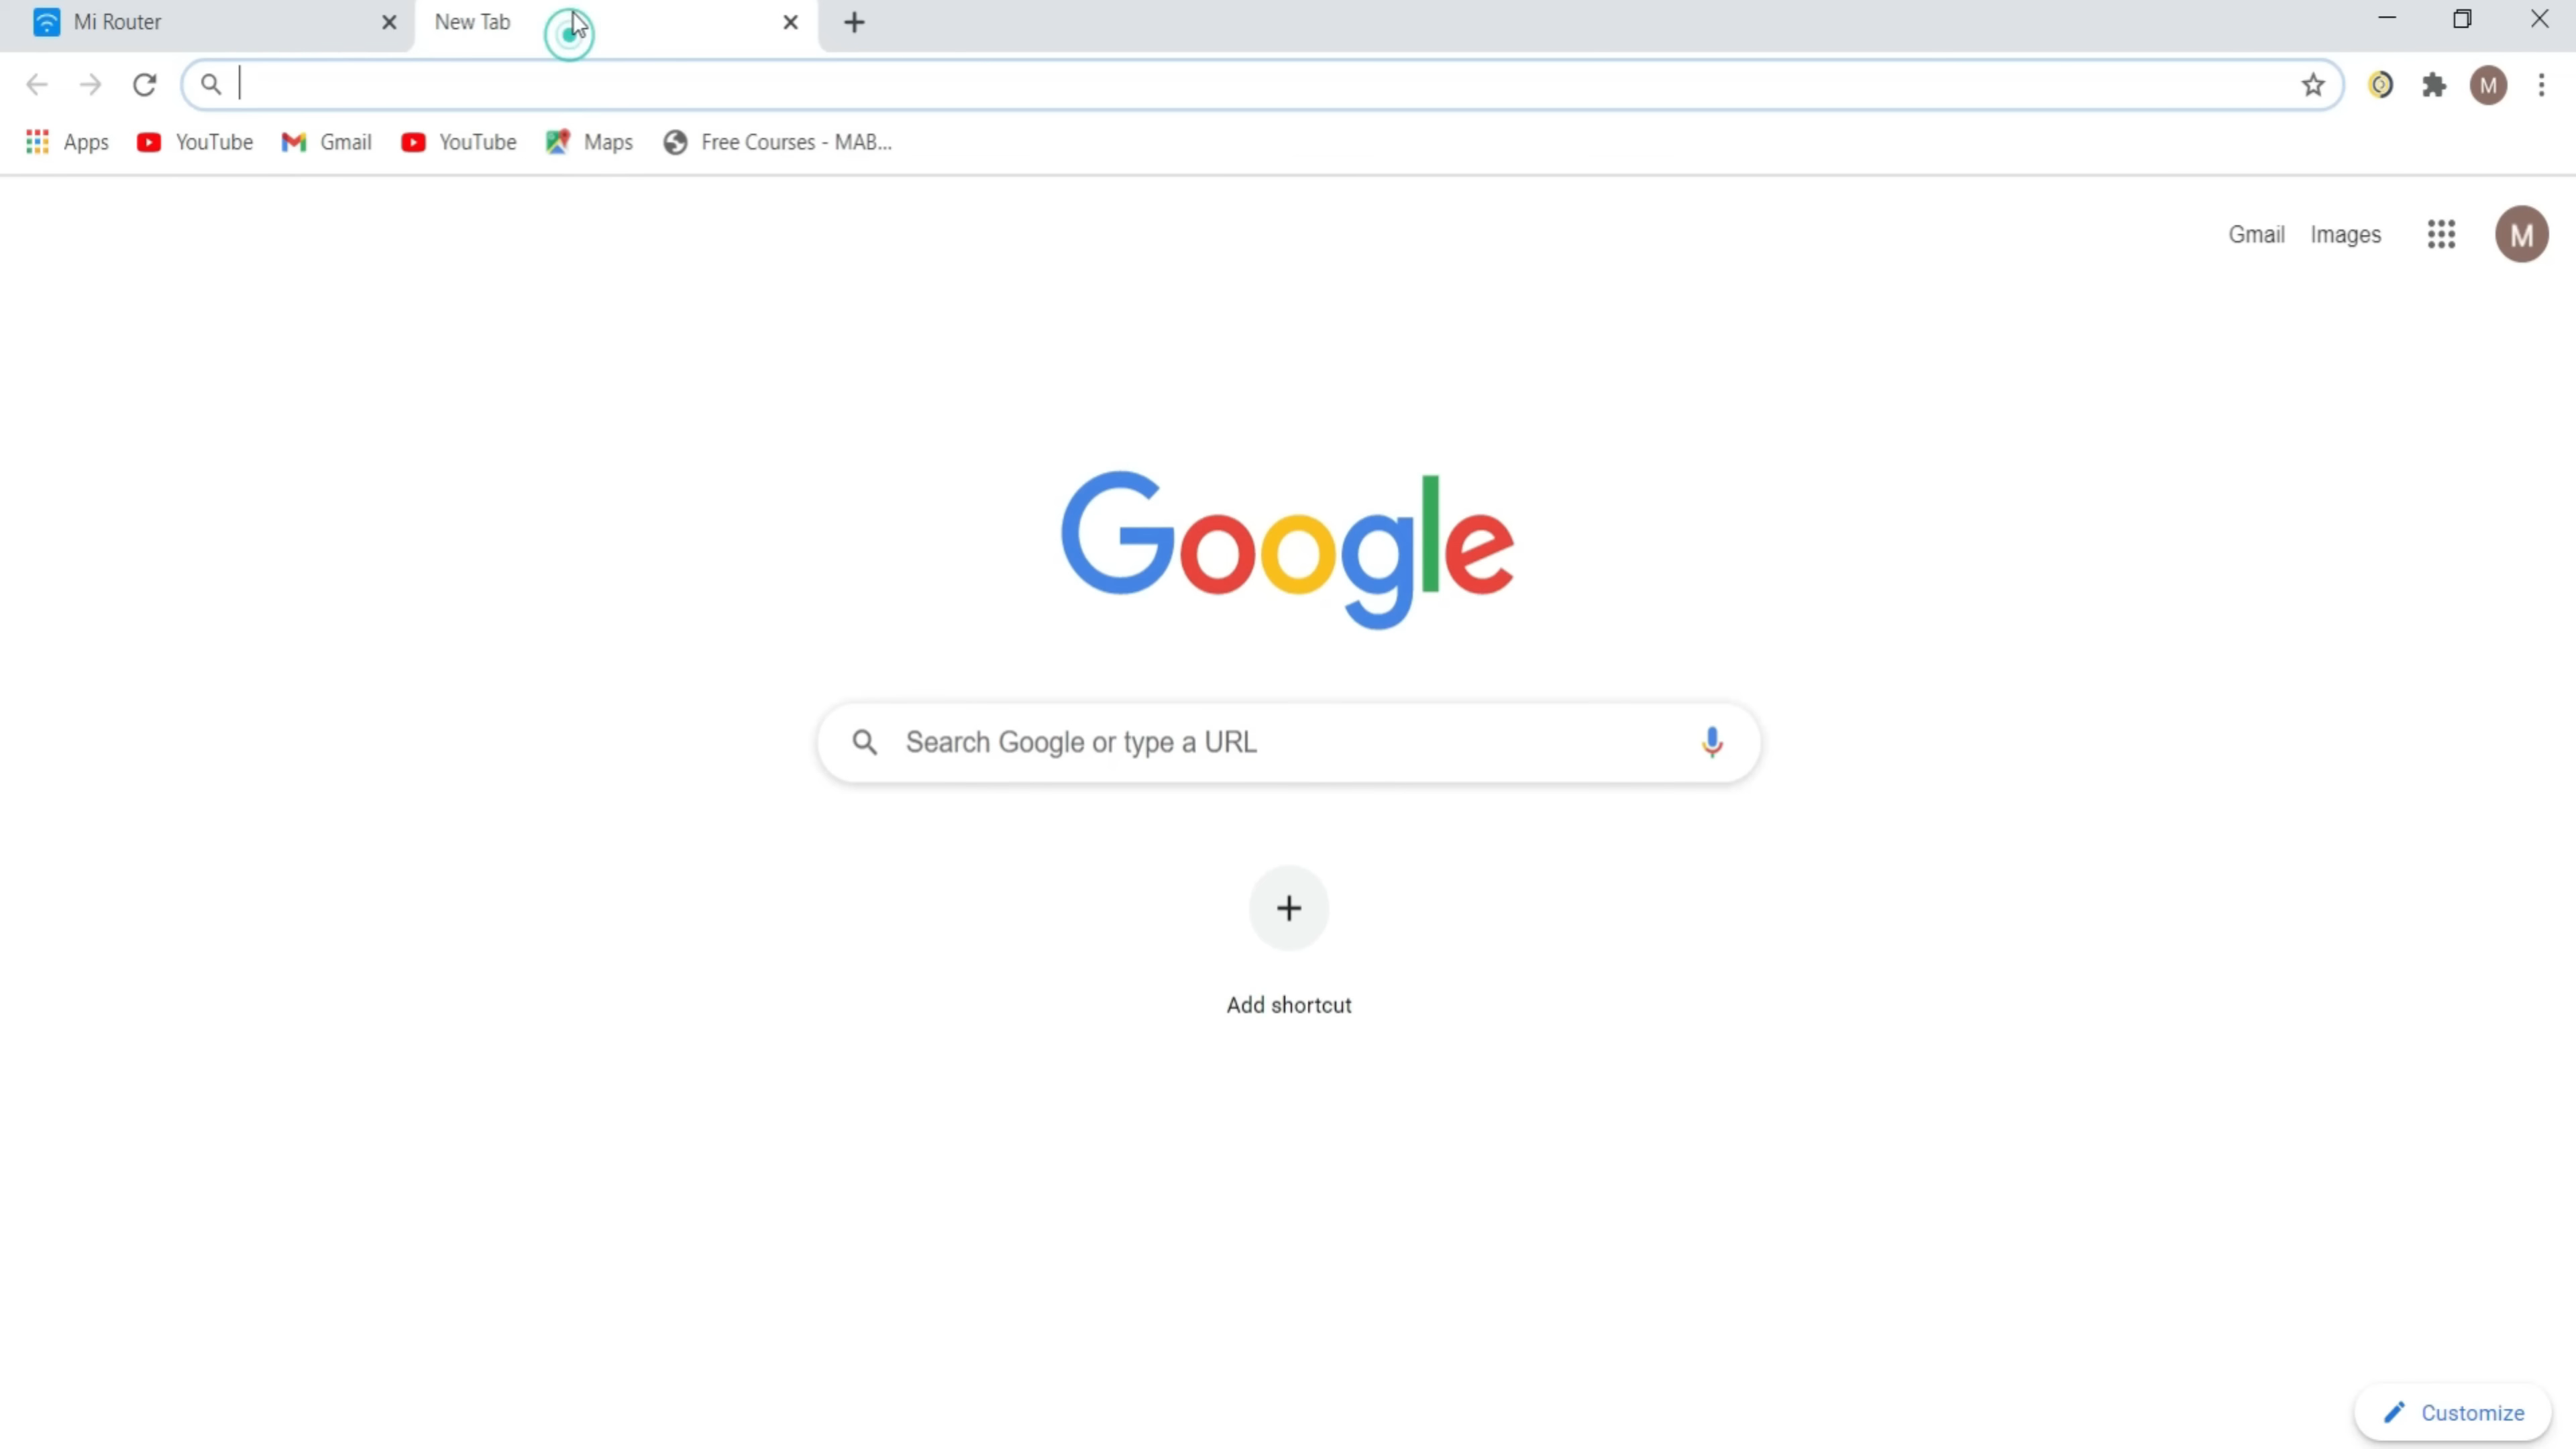 Mi Router
New Tab
Apps
YouTube
Gmail
YouTube
Maps
Free Courses - MAB...
M
Gmail
Images
M
Google
Search Google or type a URL
Add shortcut
Customize